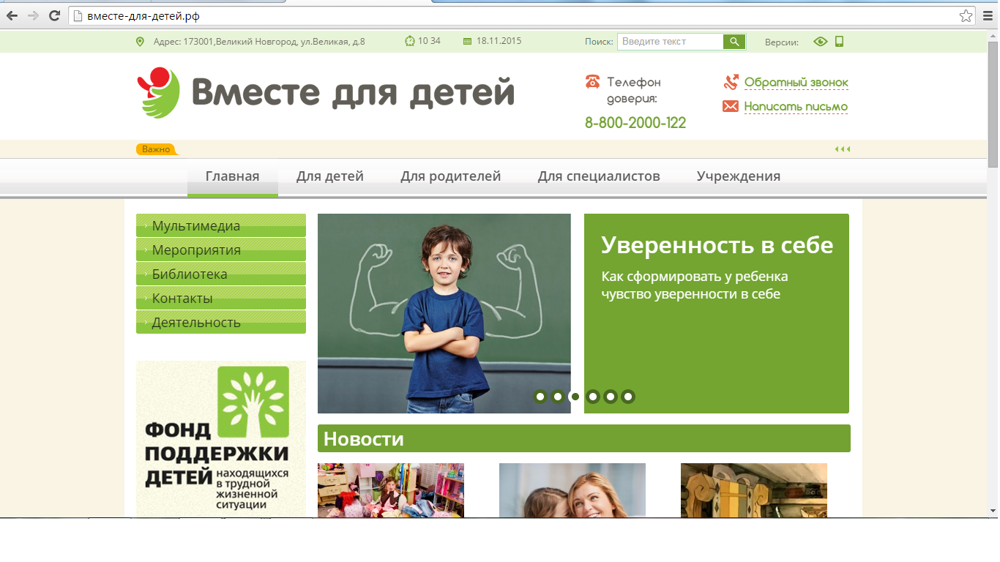 вместе-для-детей.рф
Адрес: 173001,Великий Новгород, ул.Великая, д.8
10 34
18.11.2015
Поиск:
Введите текст
Версии:
Вместе для детей
Телефон
доверия:
8-800-2000-122
Обратный звонок
Написать письмо
Важно
Главная
Для детей
Для родителей
Для специалистов
Учреждения
Мультимедиа
Мероприятия
Библиотека
Контакты
Деятельность
Уверенность в себе
Как сформировать у ребенка
чувство уверенности в себе
ФОНД
ПОДДЕРЖКИ
ДЕТЕЙ
находящихся
в трудной
жизненной
ситуации
Новости